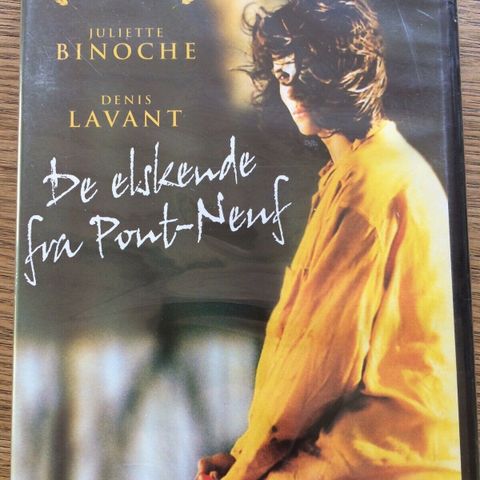 JULIETTE
BINOCHE
DENIS
LAVANT
De elskende
fra Pont-Neuf